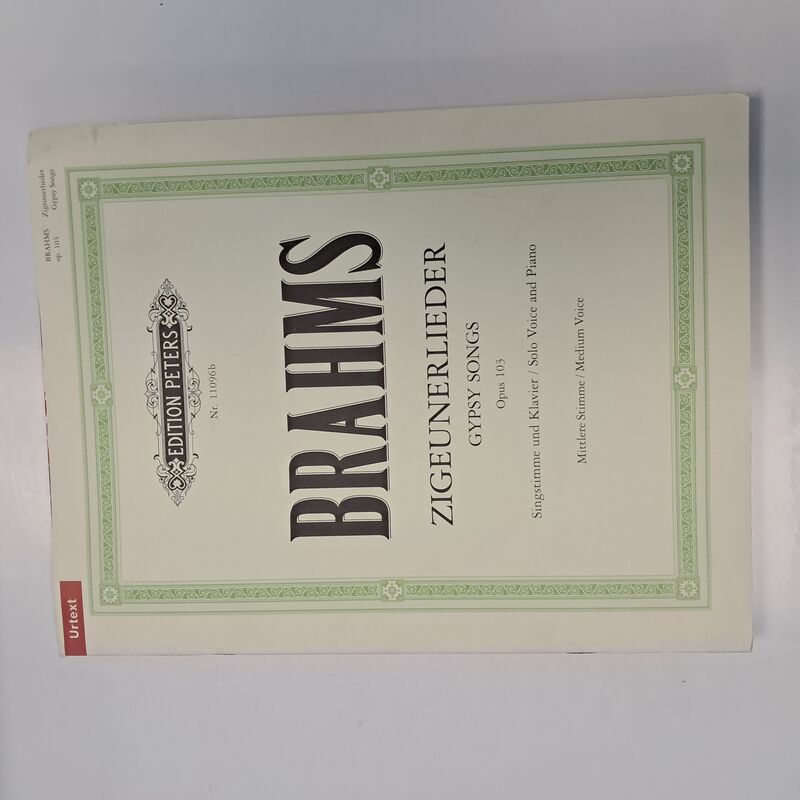 Urtext
BRAHMS Zigeunerlieder
op. 103 Gypsy Songs
EDITION PETERS
Nr. 11096b
BRAHMS
ZIGEUNERLIEDER
GYPSY SONGS
Opus 103
Singstimme und Klavier / Solo Voice and Piano
Mittlere Stimme / Medium Voice